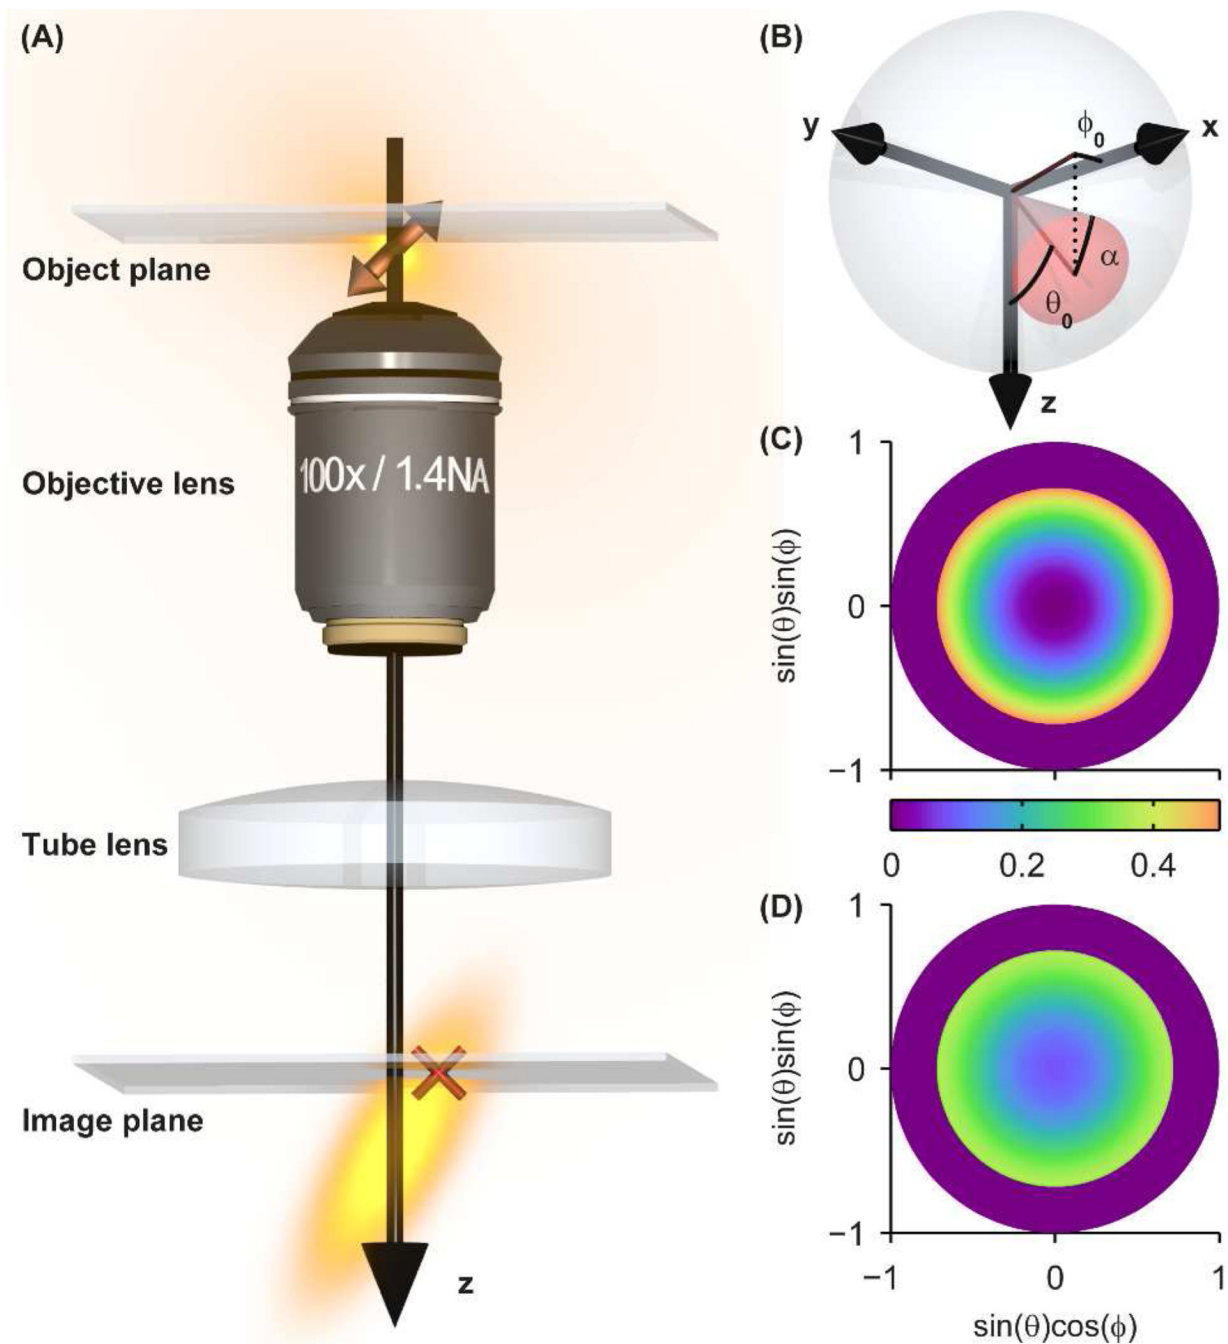 (A)
Object plane
Objective lens
100x / 1.4NA
Tube lens
Image plane
z
(B)
y
x
ϕ₀
α
θ₀
z
(C)
1
0
−1
sin(θ)sin(ϕ)
0
0.2
0.4
(D)
1
0
−1
sin(θ)sin(ϕ)
−1
0
1
sin(θ)cos(ϕ)